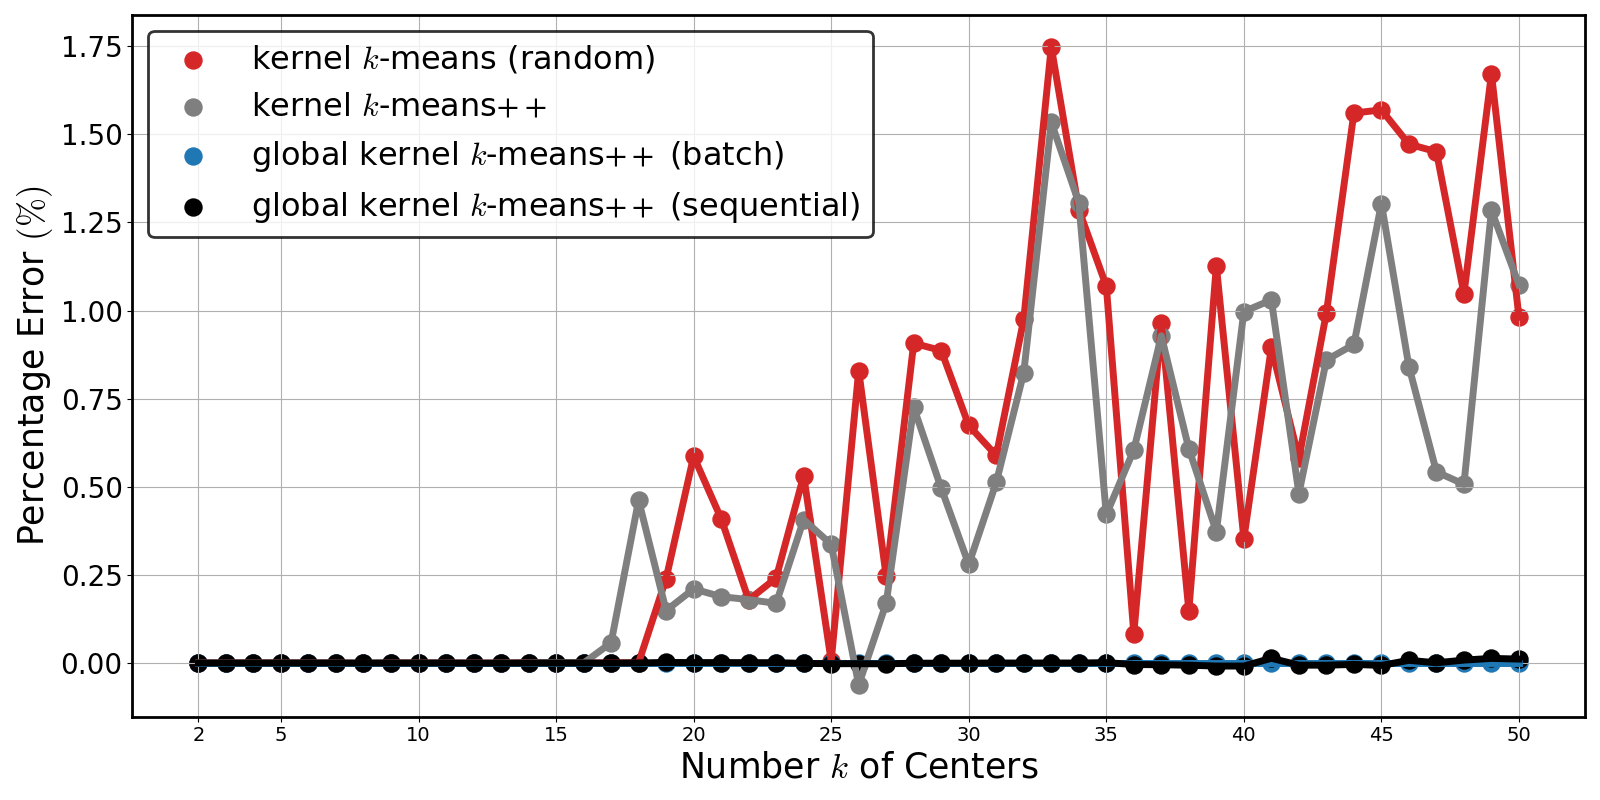 kernel k-means (random)
kernel k-means++
global kernel k-means++ (batch)
global kernel k-means++ (sequential)
Percentage Error (%)
1.75
1.50
1.25
1.00
0.75
0.50
0.25
0.00
2 5 10 15 20 25 30 35 40 45 50
Number k of Centers